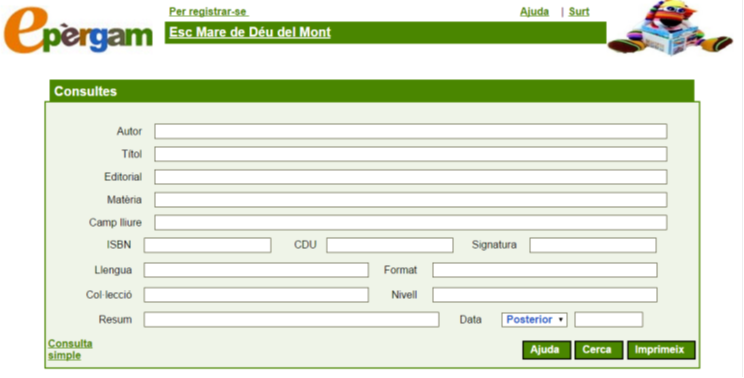 Per registrar-se
Ajuda | Surt
epèrgam
Esc Mare de Déu del Mont
Consultes
Autor
Títol
Editorial
Matèria
Camp lliure
ISBN CDU Signatura
Llengua Format
Col·lecció Nivell
Resum Data Posterior
Consulta
simple
Ajuda Cerca Imprimeix